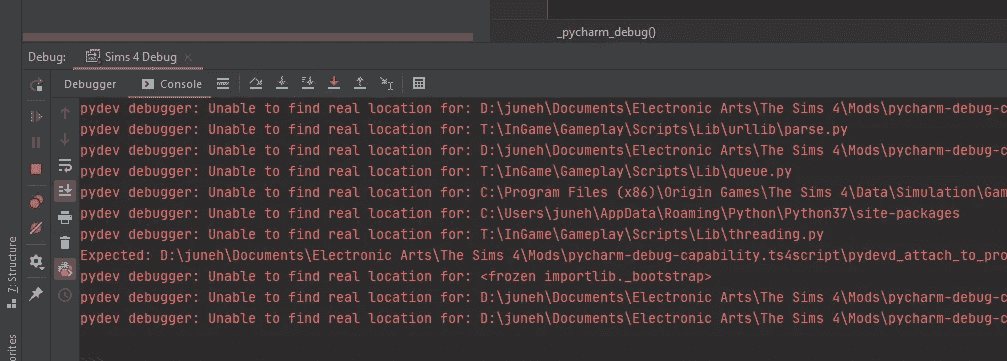 _pycharm_debug()
Debug: Sims 4 Debug
Debugger Console
pydev debugger: Unable to find real location for: D:\juneh\Documents\Electronic Arts\The Sims 4\Mods\pycharm-debug-c
pydev debugger: Unable to find real location for: T:\InGame\Gameplay\Scripts\Lib\urllib\parse.py
pydev debugger: Unable to find real location for: D:\juneh\Documents\Electronic Arts\The Sims 4\Mods\pycharm-debug-c
pydev debugger: Unable to find real location for: T:\InGame\Gameplay\Scripts\Lib\queue.py
pydev debugger: Unable to find real location for: C:\Program Files (x86)\Origin Games\The Sims 4\Data\Simulation\Gam
pydev debugger: Unable to find real location for: C:\Users\juneh\AppData\Roaming\Python\Python37\site-packages
pydev debugger: Unable to find real location for: T:\InGame\Gameplay\Scripts\Lib\threading.py
Expected: D:\juneh\Documents\Electronic Arts\The Sims 4\Mods\pycharm-debug-capability.ts4script\pydevd_attach_to_pro
pydev debugger: Unable to find real location for: <frozen importlib._bootstrap>
pydev debugger: Unable to find real location for: D:\juneh\Documents\Electronic Arts\The Sims 4\Mods\pycharm-debug-c
pydev debugger: Unable to find real location for: D:\juneh\Documents\Electronic Arts\The Sims 4\Mods\pycharm-debug-c
Z: Structure
orites